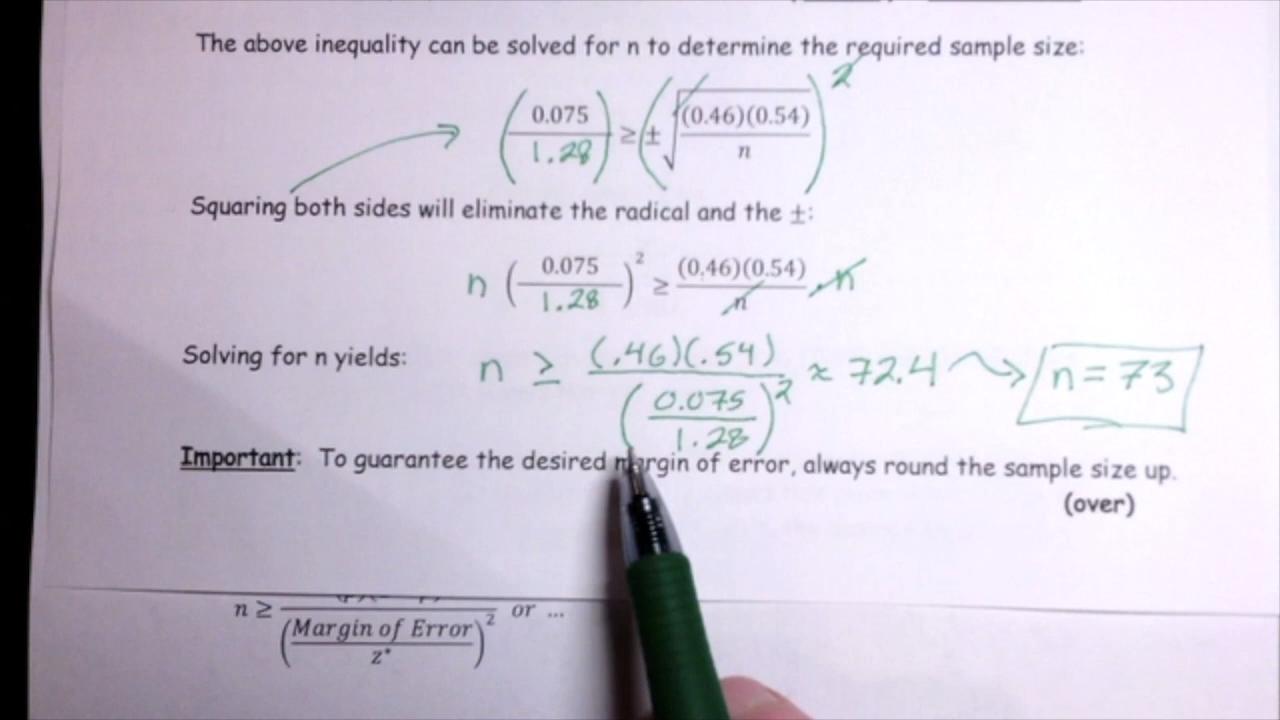 The above inequality can be solved for n to determine the required sample size:
(0.075/1.28) ≥ (± √((0.46)(0.54)/n))²
Squaring both sides will eliminate the radical and the ±:
n (0.075/1.28)² ≥ (0.46)(0.54)/n · n
Solving for n yields: n ≥ (.46)(.54)/(0.075/1.28)² ≈ 72.4 → n = 73
Important: To guarantee the desired margin of error, always round the sample size up.
(over)
n ≥ /(Margin of Error/z*)² or ...